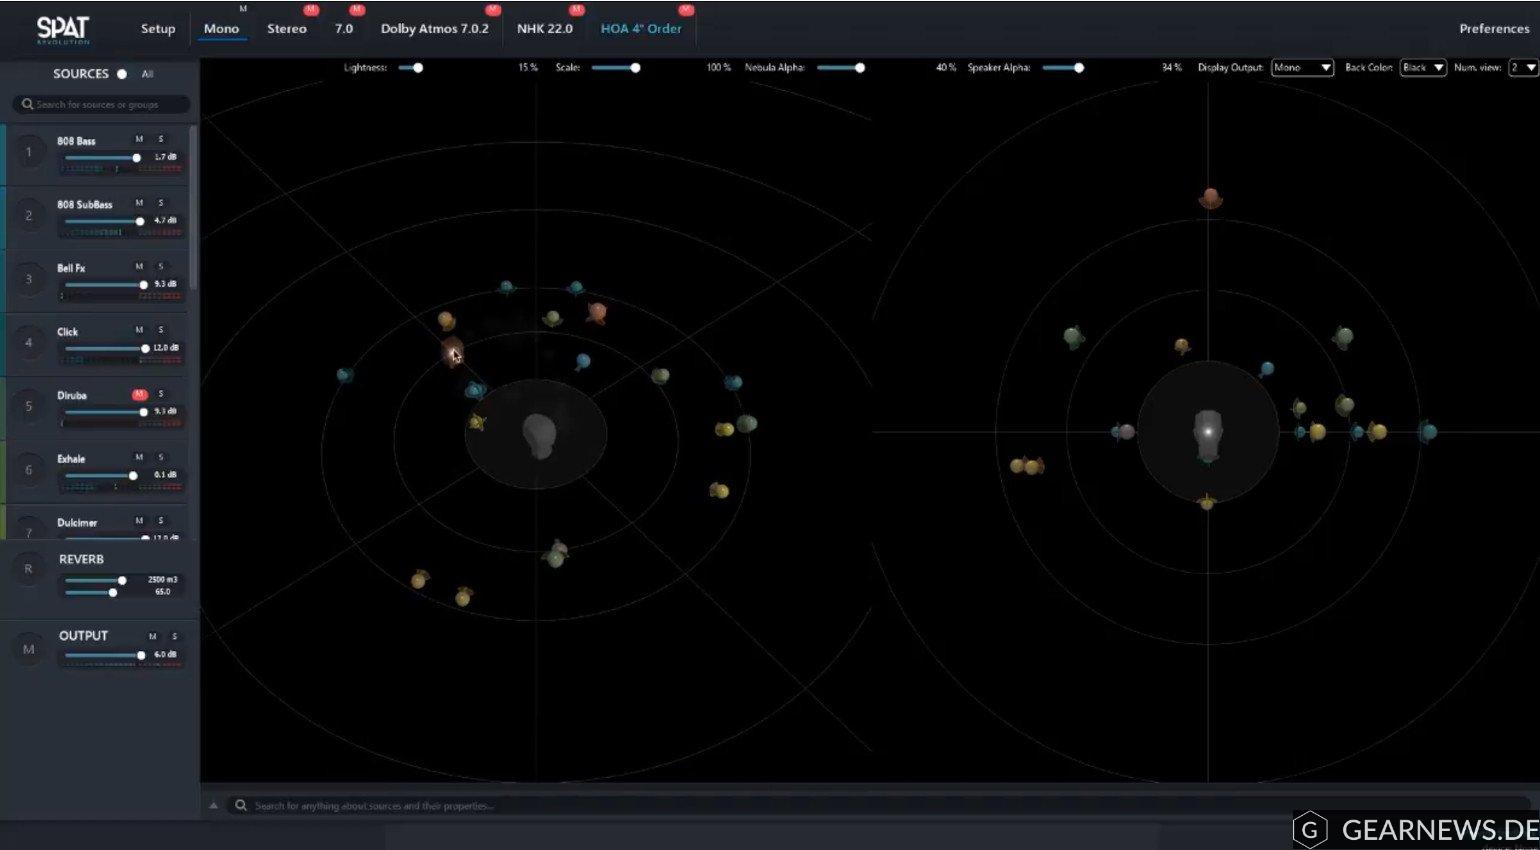 SPAT
REVOLUTION
Setup
Mono M
Stereo M
7.0 M
Dolby Atmos 7.0.2 M
NHK 22.0 M
HOA 4° Order M
Preferences
SOURCES All
Lightness: 15 % Scale: 100 % Nebula Alpha: 40 % Speaker Alpha: 34 % Display Output: Mono Back Color: Black Num. view: 2
Search for sources or groups
1 808 Bass M S
1.7 dB
2 808 SubBass M S
4.7 dB
3 Bell Fx M S
9.3 dB
4 Click M S
12.0 dB
5 Diruba M S
9.3 dB
6 Exhale M S
0.1 dB
7 Dulcimer M S
12.0 dB
R REVERB
2500 m3
65.0
M OUTPUT M S
6.0 dB
Search for anything about sources and their properties...
G GEARNEWS.DE